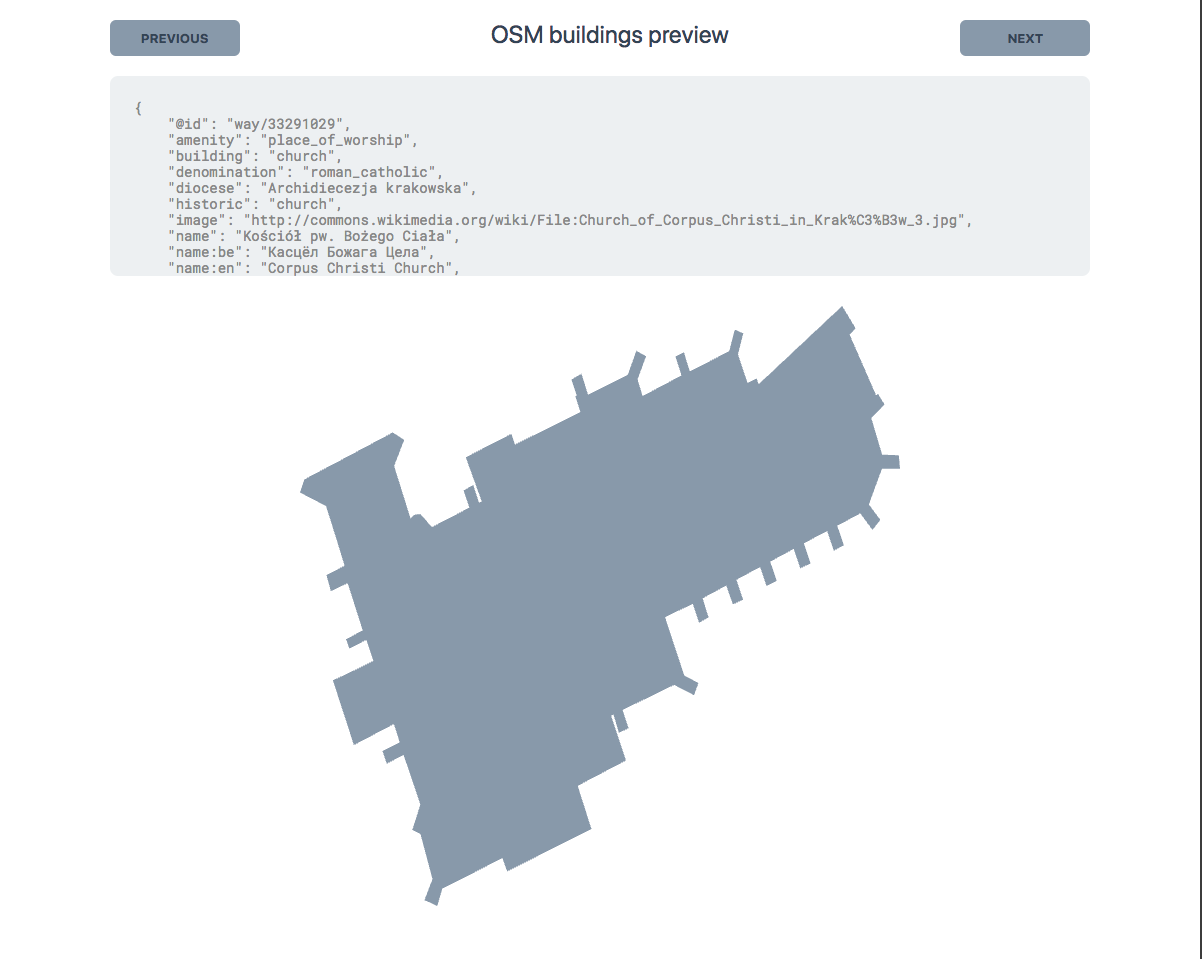 PREVIOUS
OSM buildings preview
NEXT
{
"@id": "way/33291029",
"amenity": "place_of_worship",
"building": "church",
"denomination": "roman_catholic",
"diocese": "Archidiecezja krakowska",
"historic": "church",
"image": "http://commons.wikimedia.org/wiki/File:Church_of_Corpus_Christi_in_Krak%C3%B3w_3.jpg",
"name": "Kościół pw. Bożego Ciała",
"name:be": "Касцёл Божага Цела",
"name:en": "Corpus Christi Church",